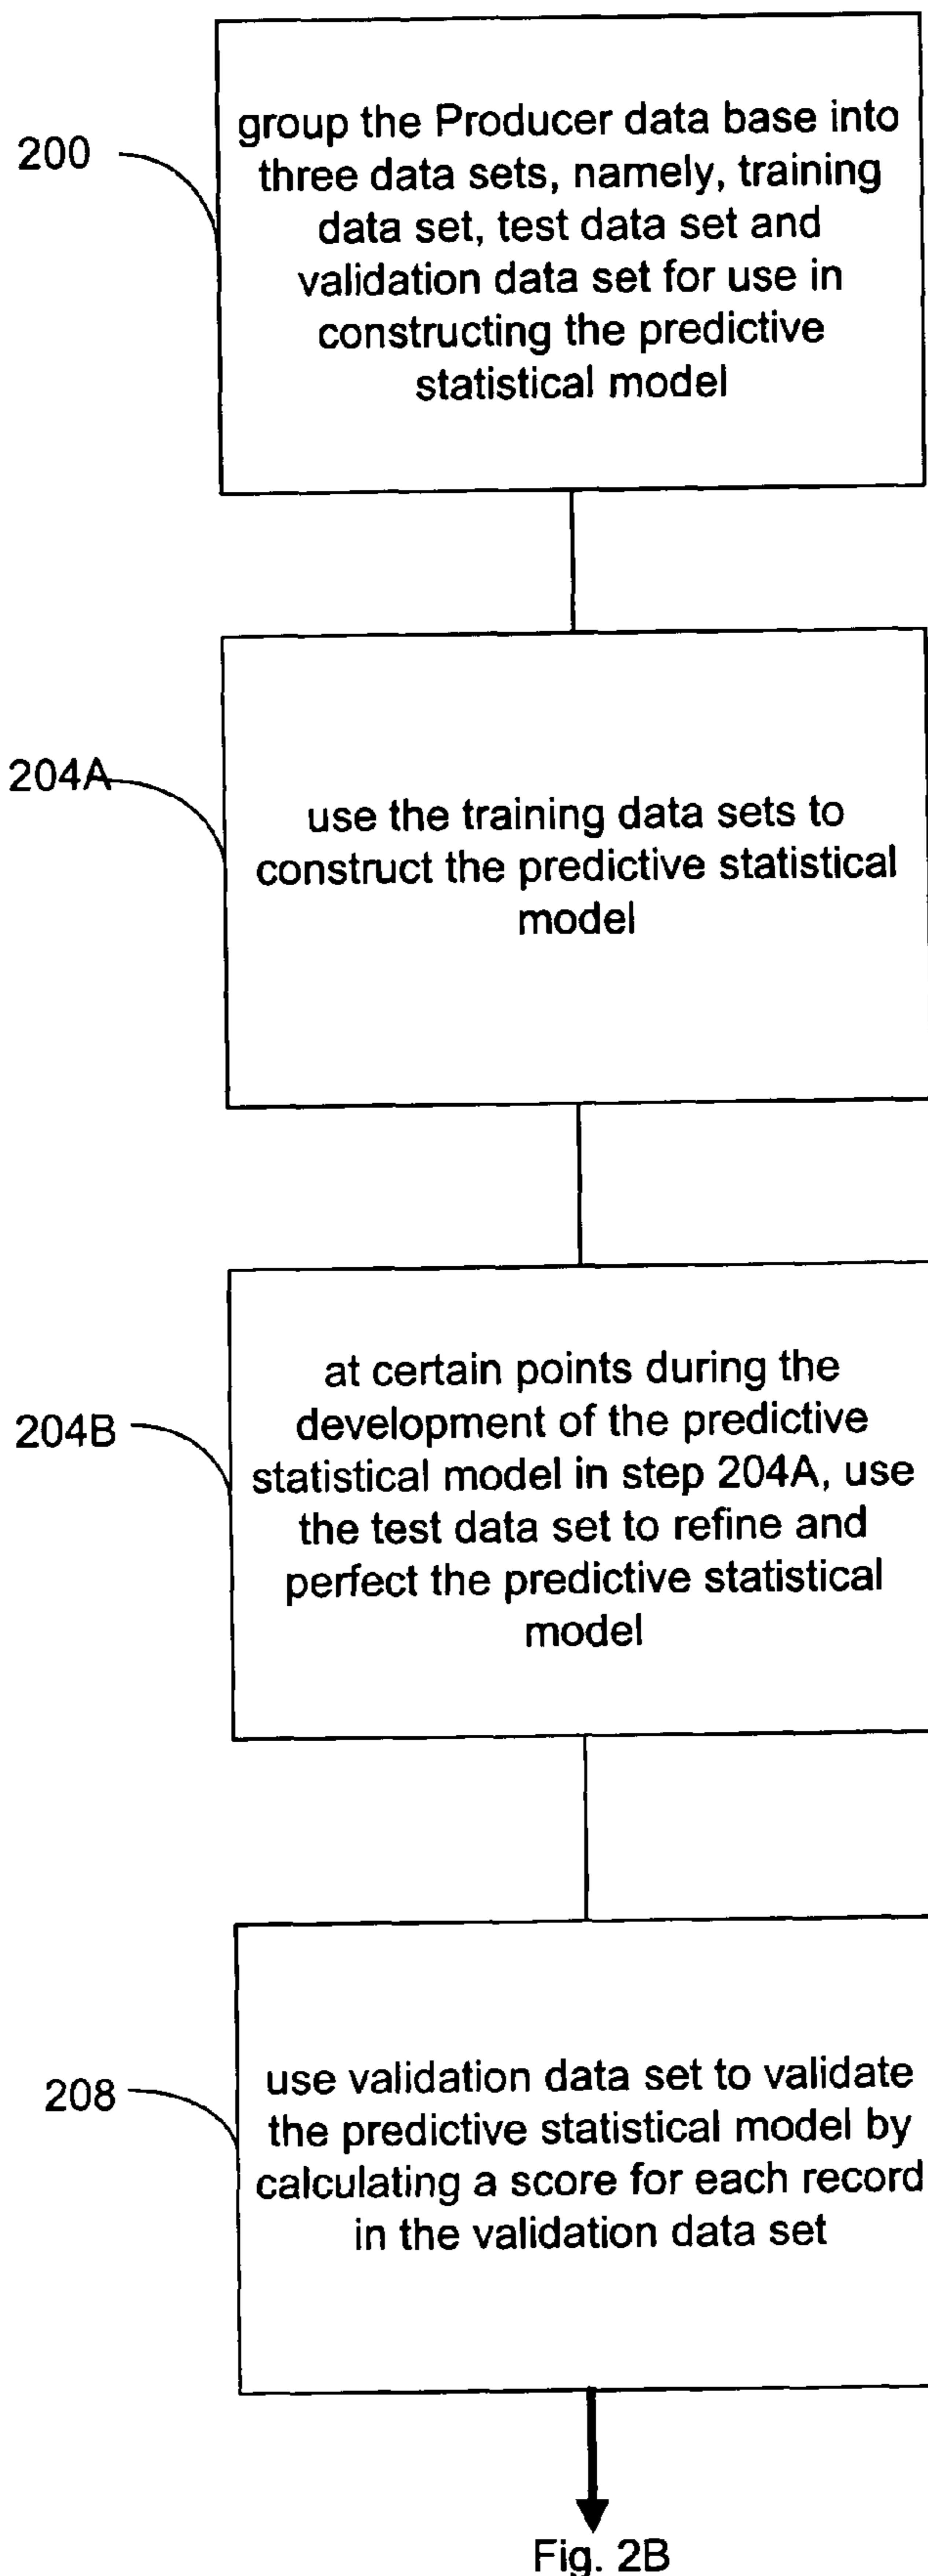 200
group the Producer data base into
three data sets, namely, training
data set, test data set and
validation data set for use in
constructing the predictive
statistical model
204A
use the training data sets to
construct the predictive statistical
model
204B
at certain points during the
development of the predictive
statistical model in step 204A, use
the test data set to refine and
perfect the predictive statistical
model
208
use validation data set to validate
the predictive statistical model by
calculating a score for each record
in the validation data set
Fig. 2B